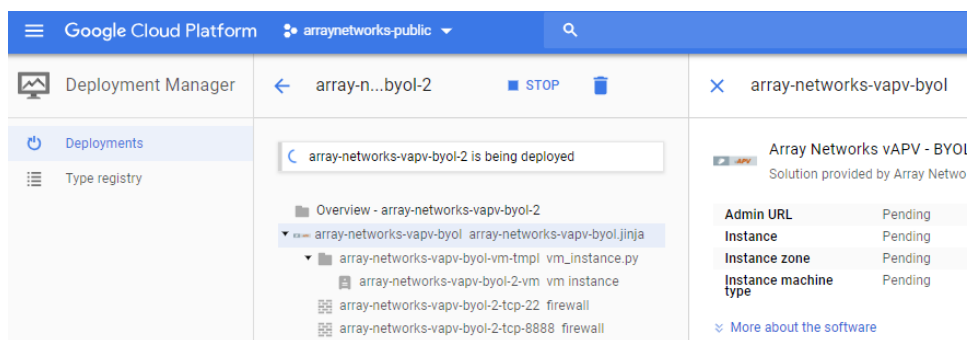 Google Cloud Platform arraynetworks-public
Deployment Manager
Deployments
Type registry
array-n...byol-2 STOP
array-networks-vapv-byol-2 is being deployed
Overview - array-networks-vapv-byol-2
array-networks-vapv-byol array-networks-vapv-byol.jinja
array-networks-vapv-byol-vm-tmpl vm_instance.py
array-networks-vapv-byol-2-vm vm instance
array-networks-vapv-byol-2-tcp-22 firewall
array-networks-vapv-byol-2-tcp-8888 firewall
array-networks-vapv-byol
Array Networks vAPV - BYOL
Solution provided by Array Netwo
Admin URL Pending
Instance Pending
Instance zone Pending
Instance machine Pending
type
More about the software